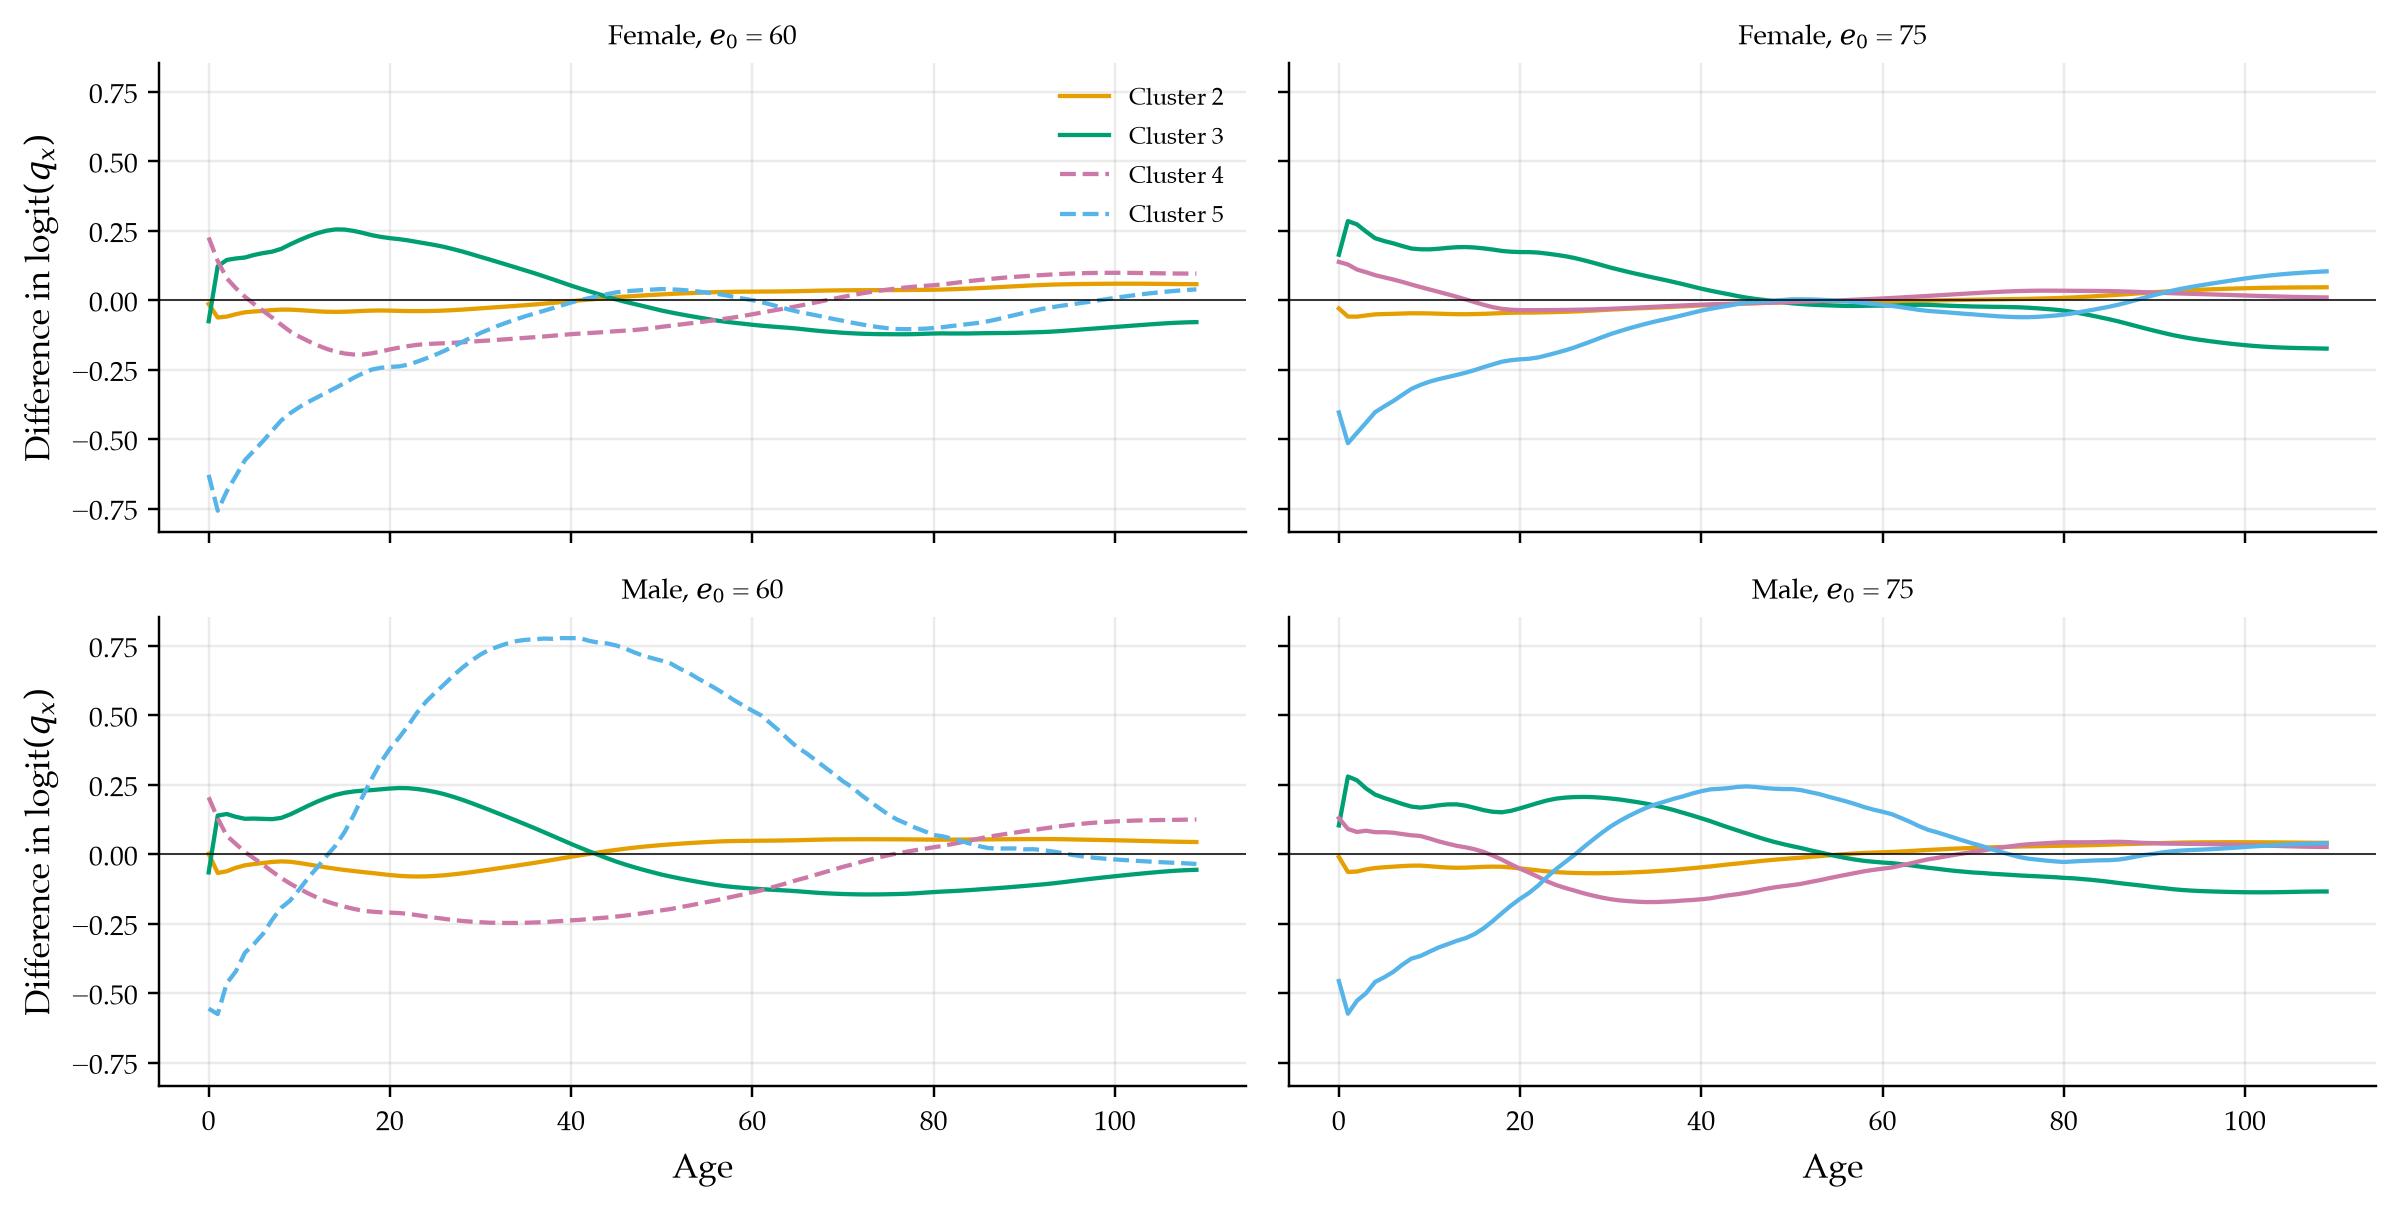 Female, e₀ = 60
Female, e₀ = 75
Difference in logit(qₓ)
0.75
0.50
0.25
0.00
−0.25
−0.50
−0.75
Cluster 2
Cluster 3
Cluster 4
Cluster 5
Male, e₀ = 60
Male, e₀ = 75
Difference in logit(qₓ)
0.75
0.50
0.25
0.00
−0.25
−0.50
−0.75
0 20 40 60 80 100
0 20 40 60 80 100
Age
Age